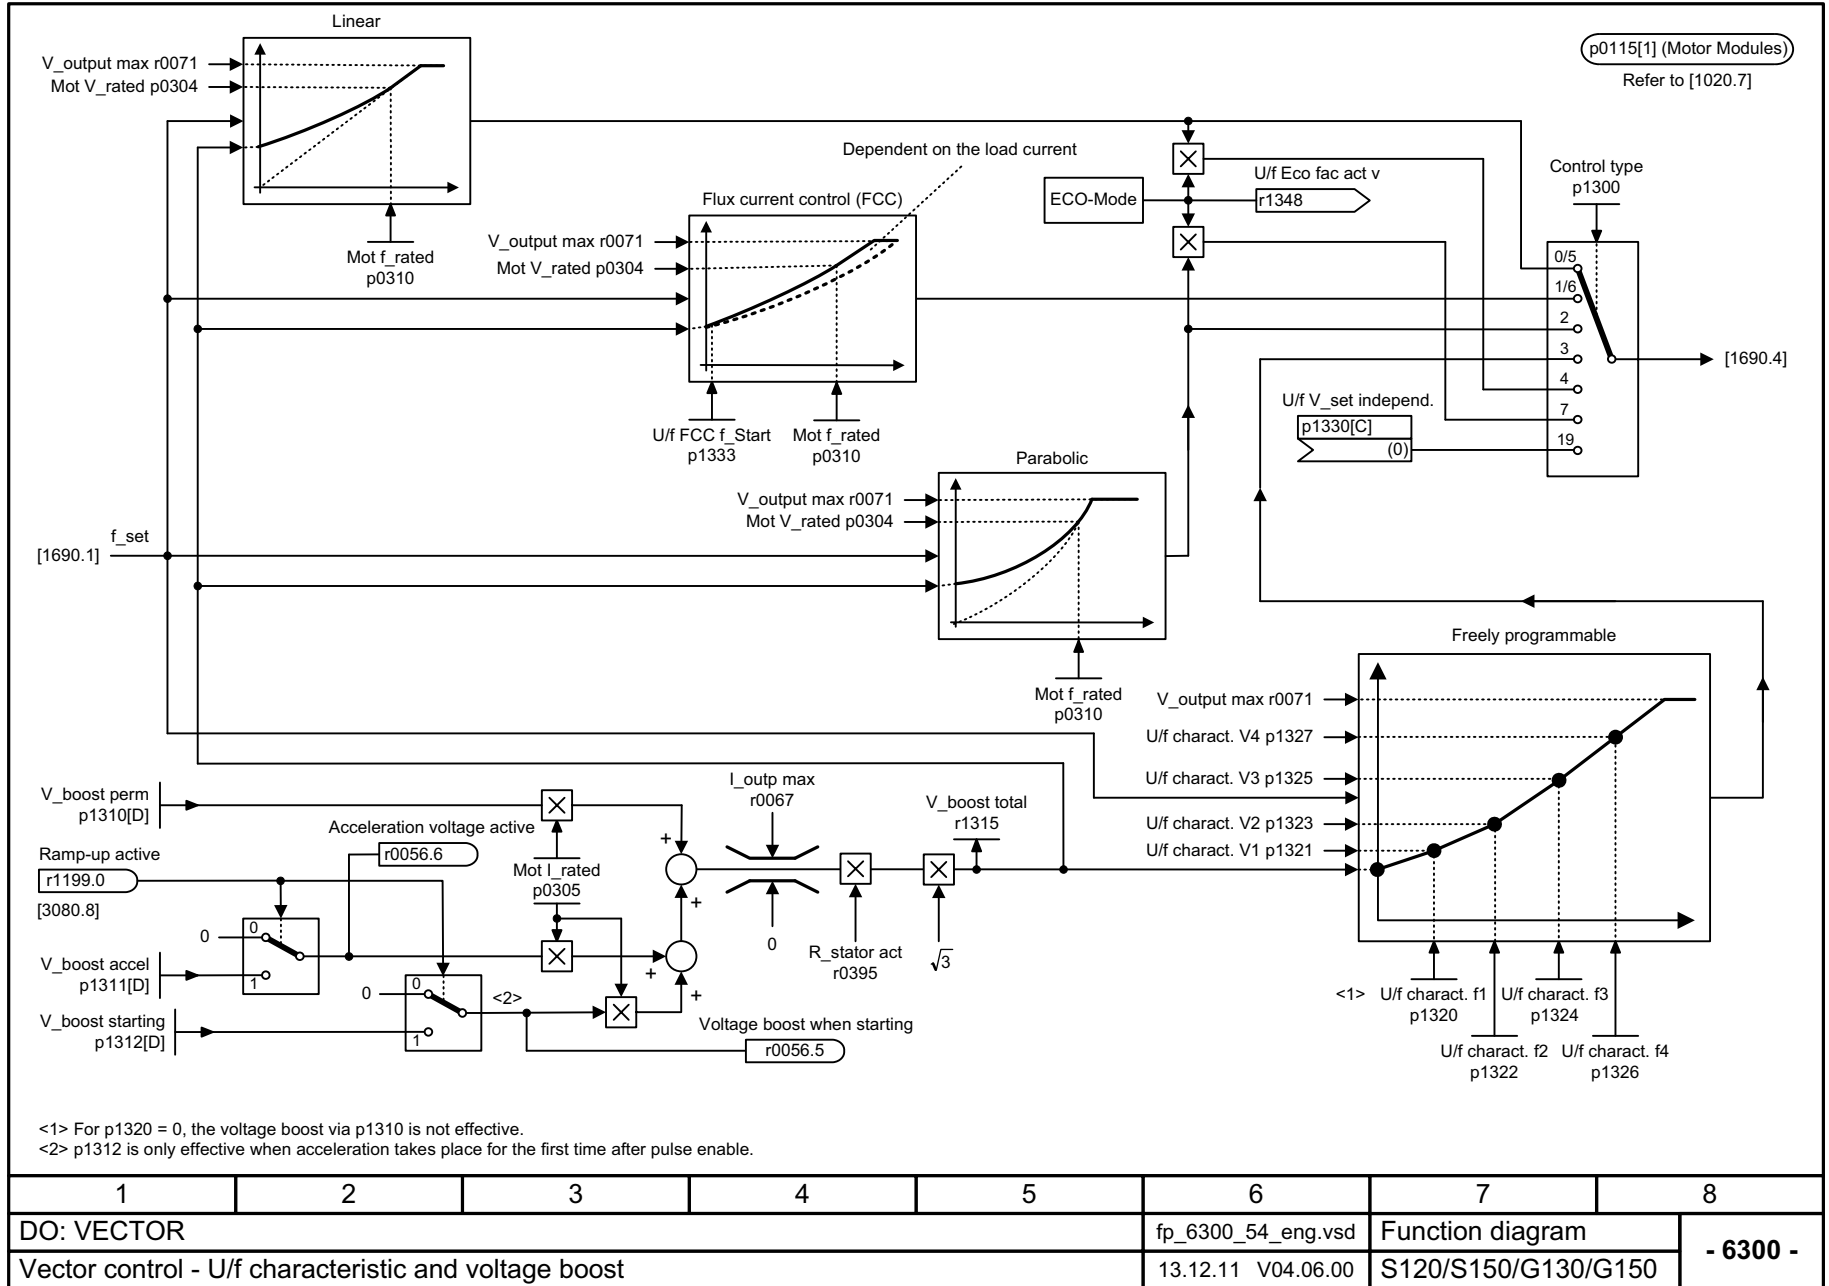 Linear
V_output max r0071
Mot V_rated p0304
Mot f_rated
p0310
p0115[1] (Motor Modules)
Refer to [1020.7]
Dependent on the load current
Flux current control (FCC)
V_output max r0071
Mot V_rated p0304
U/f FCC f_Start
p1333
Mot f_rated
p0310
ECO-Mode
U/f Eco fac act v
r1348
Control type
p1300
0/5
1/6
2
3
4
7
19
[1690.4]
U/f V_set independ.
p1330[C]
(0)
Parabolic
V_output max r0071
Mot V_rated p0304
Mot f_rated
p0310
f_set
[1690.1]
Freely programmable
V_output max r0071
U/f charact. V4 p1327
U/f charact. V3 p1325
U/f charact. V2 p1323
U/f charact. V1 p1321
<1>
U/f charact. f1
p1320
U/f charact. f3
p1324
U/f charact. f2
p1322
U/f charact. f4
p1326
V_boost perm
p1310[D]
Acceleration voltage active
r0056.6
Ramp-up active
r1199.0
[3080.8]
0
0
1
V_boost accel
p1311[D]
V_boost starting
p1312[D]
0
0
1
<2>
Mot I_rated
p0305
+
+
+
+
I_outp max
r0067
0
R_stator act
r0395
√3
V_boost total
r1315
Voltage boost when starting
r0056.5
<1> For p1320 = 0, the voltage boost via p1310 is not effective.
<2> p1312 is only effective when acceleration takes place for the first time after pulse enable.
1 2 3 4 5 6 7 8
DO: VECTOR
fp_6300_54_eng.vsd
Function diagram
- 6300 -
Vector control - U/f characteristic and voltage boost
13.12.11 V04.06.00
S120/S150/G130/G150